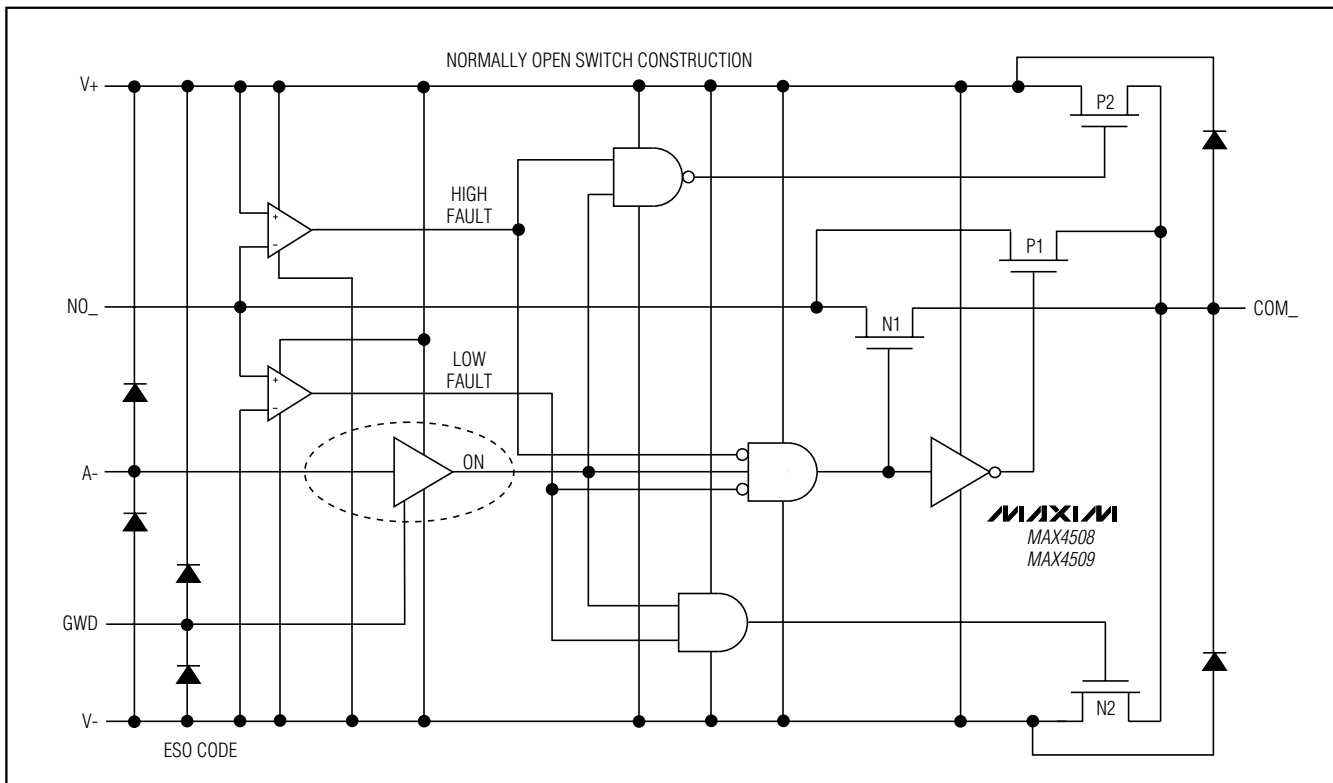 NORMALLY OPEN SWITCH CONSTRUCTION
V+
P2
HIGH
FAULT
+
-
P1
NO_
COM_
N1
LOW
FAULT
+
-
A-
ON
MAXIM
MAX4508
MAX4509
GWD
V-
N2
ESO CODE